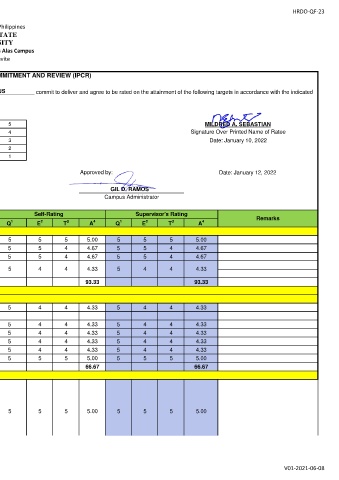 HRDO-QF-23
Philippines
TATE
SITY
Alas Campus
vite
MMITMENT AND REVIEW (IPCR)
US, commit to deliver and agree to be rated on the attainment of the following targets in accordance with the indicated
MILDRED A. SEBASTIAN
5
Signature Over Printed Name of Ratee
4
Date: January 10, 2022
3
2
1
Approved by:
Date: January 12, 2022
GIL D. RAMOS
Campus Administrator
Self-Rating Supervisor's Rating Remarks
Q¹ E² T³ A⁴ Q¹ E² T³ A⁴
5 5 5 5.00 5 5 5 5.00
5 5 4 4.67 5 5 4 4.67
5 5 4 4.67 5 5 4 4.67
5 4 4 4.33 5 4 4 4.33
93.33 93.33
5 4 4 4.33 5 4 4 4.33
5 4 4 4.33 5 4 4 4.33
5 4 4 4.33 5 4 4 4.33
5 4 4 4.33 5 4 4 4.33
5 4 4 4.33 5 4 4 4.33
5 5 5 5.00 5 5 5 5.00
66.67 66.67
5 5 5 5.00 5 5 5 5.00
V01-2021-06-08